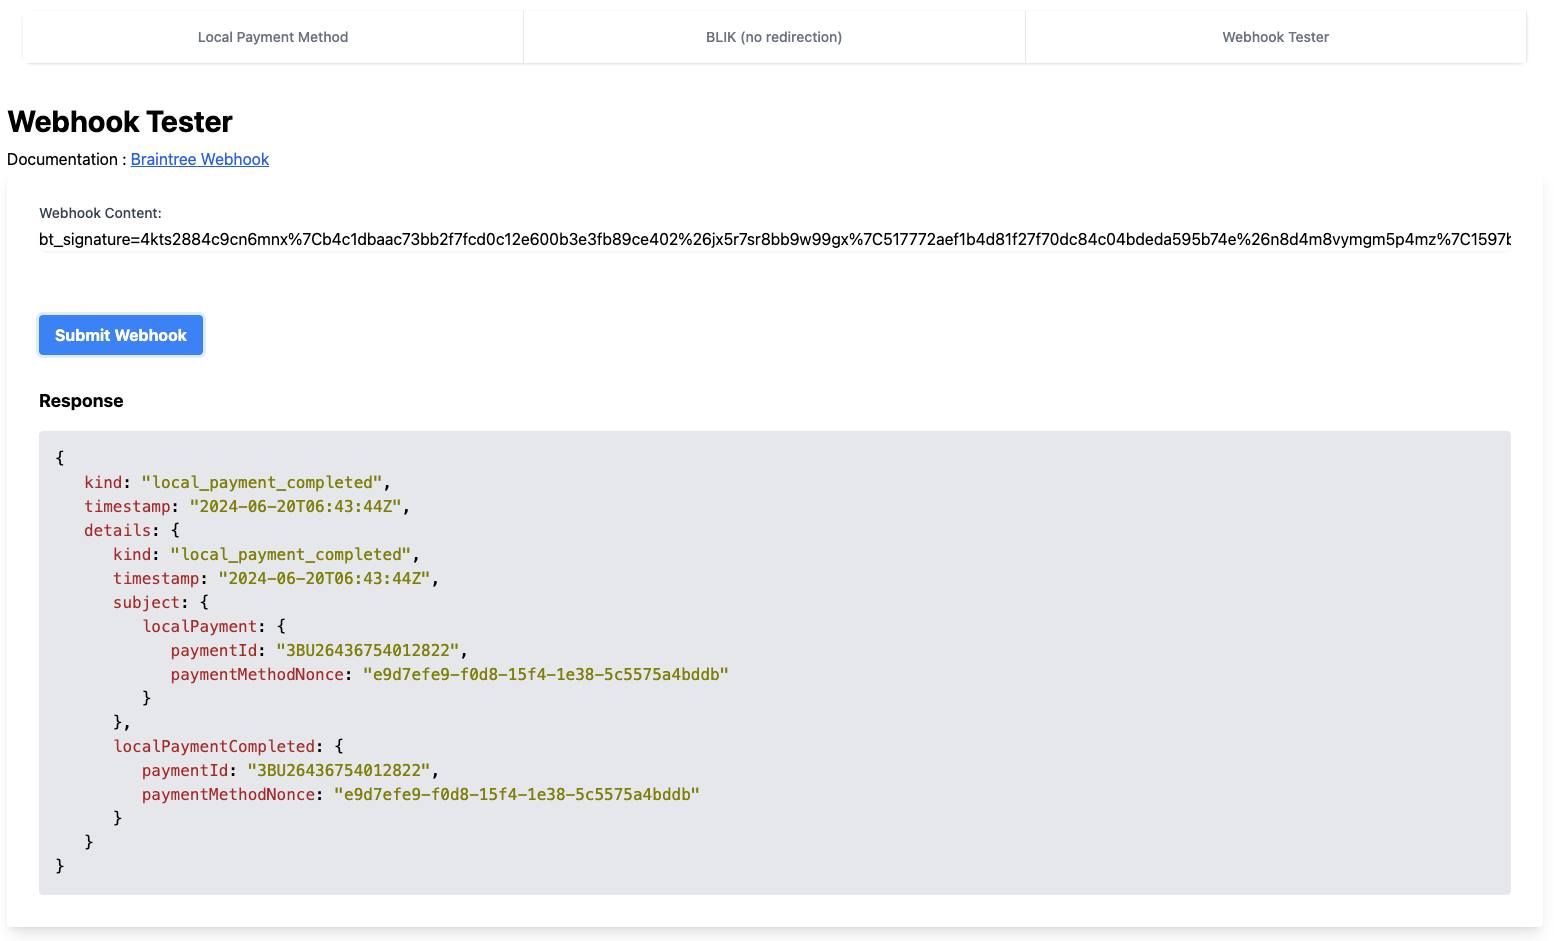 Local Payment Method
BLIK (no redirection)
Webhook Tester
Webhook Tester
Documentation : Braintree Webhook
Webhook Content:
bt_signature=4kts2884c9cn6mnx%7Cb4c1dbaac73bb2f7fcd0c12e600b3e3fb89ce402%26jx5r7sr8bb9w99gx%7C517772aef1b4d81f27f70dc84c04bdeda595b74e%26n8d4m8vymgm5p4mz%7C1597b
Submit Webhook
Response
{
kind: "local_payment_completed",
timestamp: "2024-06-20T06:43:44Z",
details: {
kind: "local_payment_completed",
timestamp: "2024-06-20T06:43:44Z",
subject: {
localPayment: {
paymentId: "3BU26436754012822",
paymentMethodNonce: "e9d7efe9-f0d8-15f4-1e38-5c5575a4bddb"
}
},
localPaymentCompleted: {
paymentId: "3BU26436754012822",
paymentMethodNonce: "e9d7efe9-f0d8-15f4-1e38-5c5575a4bddb"
}
}
}